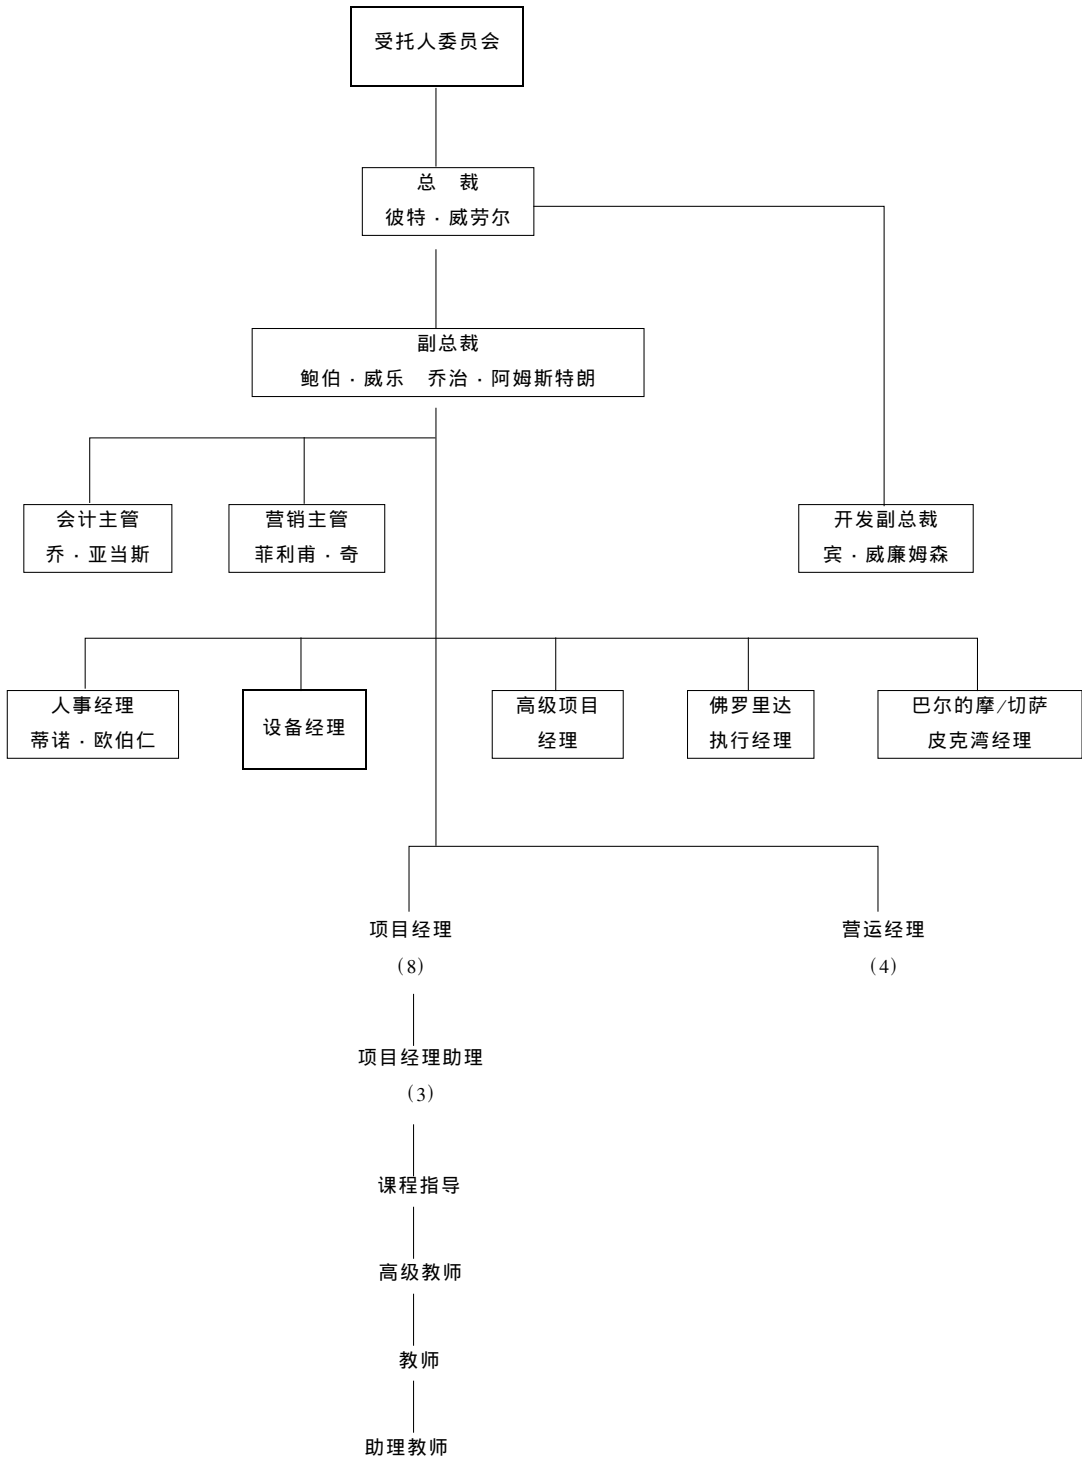 受托人委员会
总 裁
彼特·威劳尔
副总裁
鲍伯·威乐 乔治·阿姆斯特朗
会计主管
乔·亚当斯
营销主管
菲利甫·奇
开发副总裁
宾·威廉姆森
人事经理
蒂诺·欧伯仁
设备经理
高级项目
经理
佛罗里达
执行经理
巴尔的摩/切萨
皮克湾经理
项目经理
(8)
营运经理
(4)
项目经理助理
(3)
课程指导
高级教师
教师
助理教师